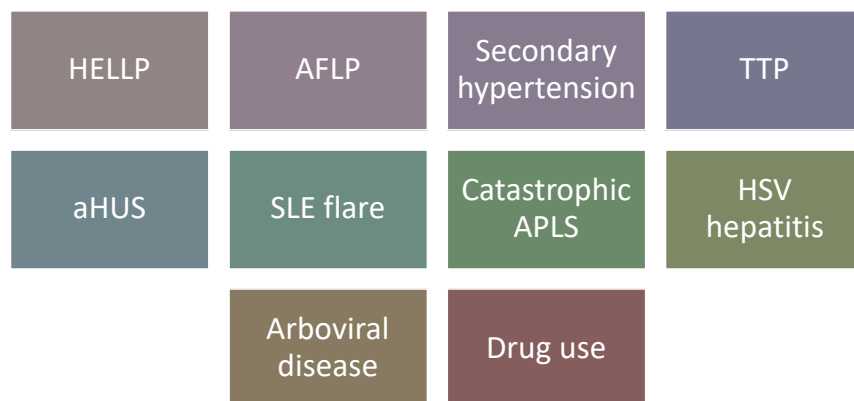 HELLP
AFLP
Secondary
hypertension
TTP
aHUS
SLE flare
Catastrophic
APLS
HSV
hepatitis
Arboviral
disease
Drug use